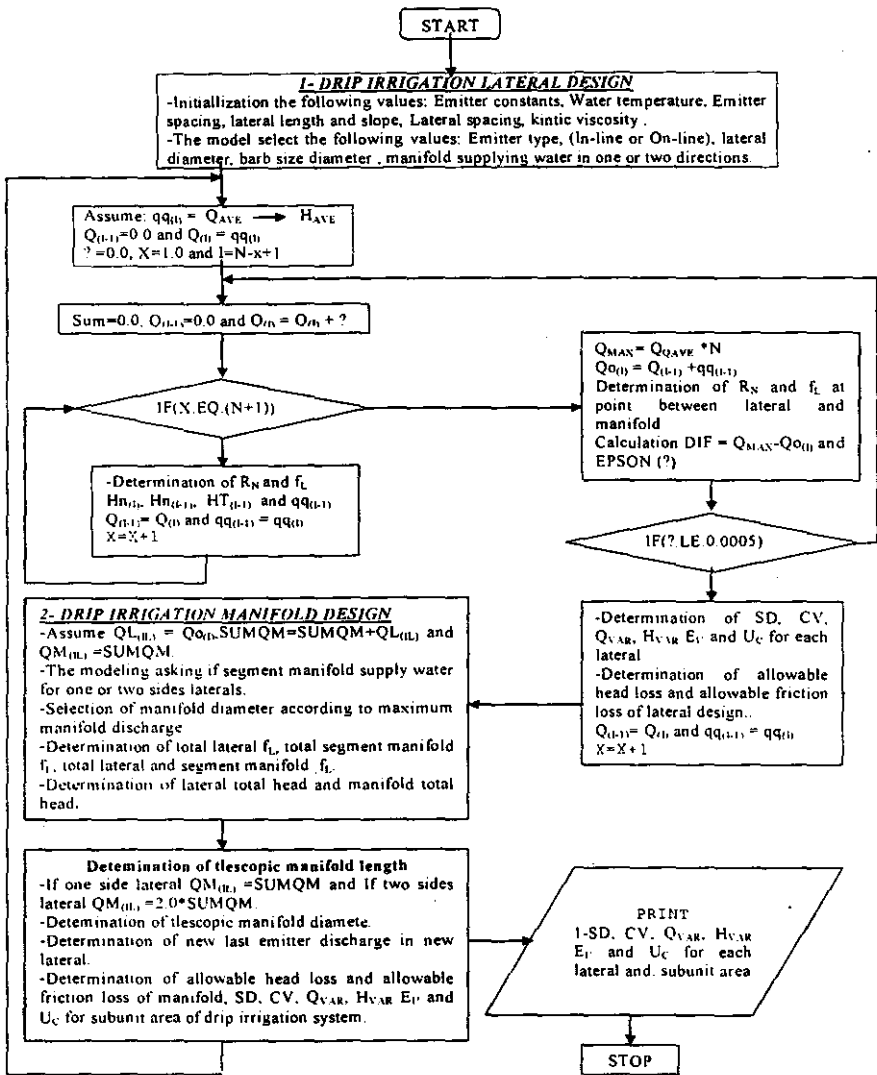 START
1- DRIP IRRIGATION LATERAL DESIGN
-Initiallization the following values: Emitter constants, Water temperature, Emitter
spacing, lateral length and slope, Lateral spacing, kintic viscosity .
-The model select the following values: Emitter type, (In-line or On-line), lateral
diameter, barb size diameter , manifold supplying water in one or two directions.
Assume: qq(I) = QAVE → HAVE
Q(I-1)=0.0 and Q(I) = qq(I)
? =0.0, X=1.0 and I=N-x+1
Sum=0.0, Q(I-1)=0.0 and Q(I) = Q(I) + ?
IF(X.EQ.(N+1))
-Determination of RN and fL
Hn(I), Hn(I-1), HT(I-1) and qq(I-1)
Q(I-1)= Q(I) and qq(I-1) = qq(I)
X=X+1
QMAX= QQAVE *N
Qo(I) = Q(I-1) +qq(I-1)
Determination of RN and fL at
point between lateral and
manifold
Calculation DIF = QMAX-Qo(I) and
EPSON (?)
IF(?.LE.0.0005)
-Determination of SD, CV,
QVAR, HVAR EU and UC for each
lateral
-Determination of allowable
head loss and allowable friction
loss of lateral design..
Q(I-1)= Q(I) and qq(I-1) = qq(I)
X=X+1
2- DRIP IRRIGATION MANIFOLD DESIGN
-Assume QL(IL) = Qo(I),SUMQM=SUMQM+QL(IL) and
QM(IL) =SUMQM.
-The modeling asking if segment manifold supply water
for one or two sides laterals.
-Selection of manifold diameter according to maximum
manifold discharge
-Determination of total lateral fL, total segment manifold
fL, total lateral and segment manifold fL.
-Determination of lateral total head and manifold total
head.
Detemination of tlescopic manifold length
-If one side lateral QM(IL) =SUMQM and If two sides
lateral QM(IL) =2.0*SUMQM.
-Detemination of tlescopic manifold diamete.
-Determination of new last emitter discharge in new
lateral.
-Determination of allowable head loss and allowable
friction loss of manifold, SD, CV, QVAR, HVAR EU and
UC for subunit area of drip irrigation system.
PRINT
1-SD, CV, QVAR, HVAR
EU and UC for each
lateral and. subunit area
STOP